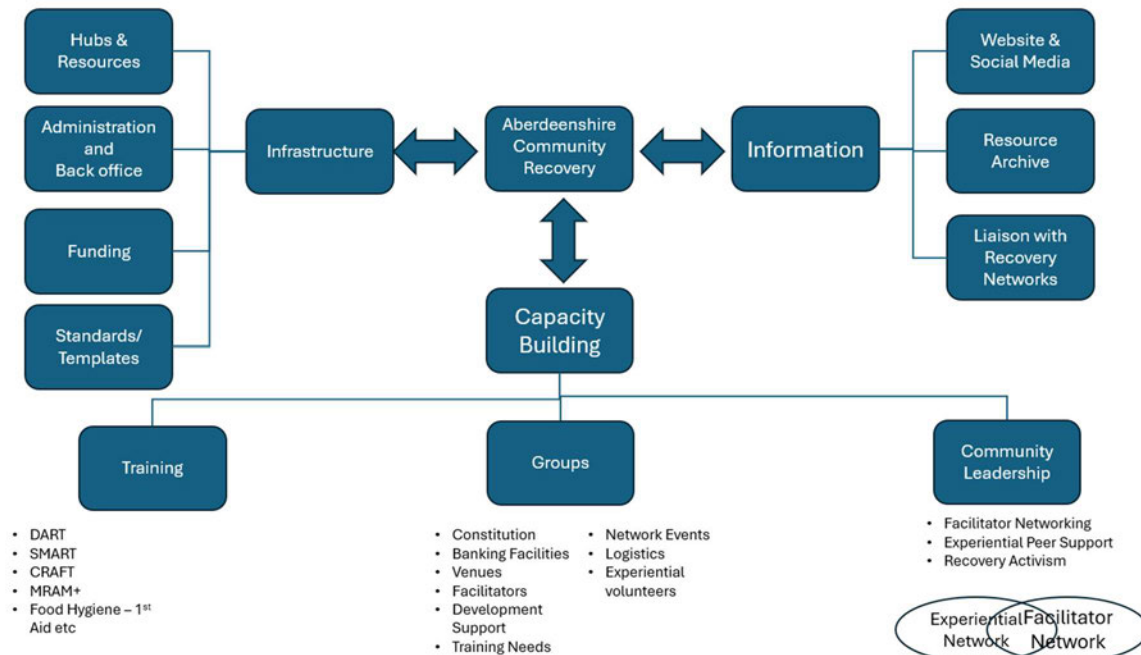 Hubs &
Resources
Administration
and
Back office
Funding
Standards/
Templates
Infrastructure
Aberdeenshire
Community
Recovery
Information
Website &
Social Media
Resource
Archive
Liaison with
Recovery
Networks
Capacity
Building
Training
• DART
• SMART
• CRAFT
• MRAM+
• Food Hygiene – 1st
Aid etc
Groups
• Constitution
• Banking Facilities
• Venues
• Facilitators
• Development
Support
• Training Needs
• Network Events
• Logistics
• Experiential
volunteers
Community
Leadership
• Facilitator Networking
• Experiential Peer Support
• Recovery Activism
Experiential
Network
Facilitator
Network